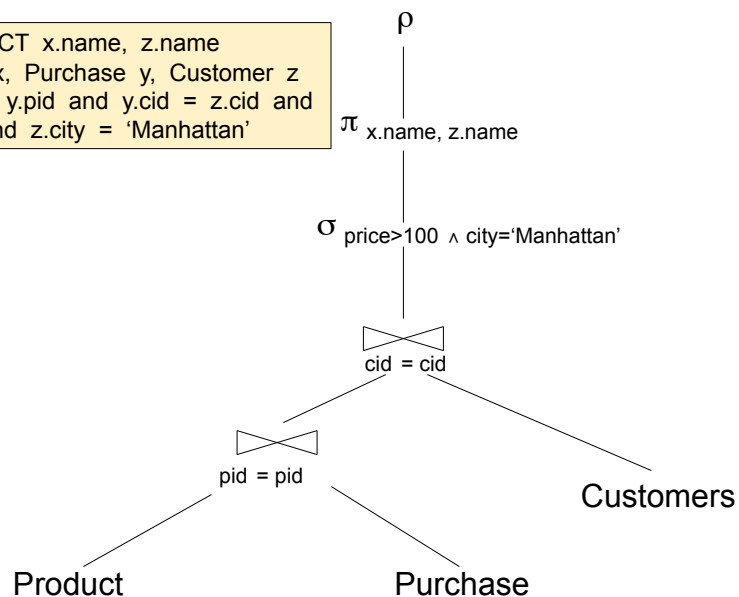 CT x.name, z.name
x, Purchase y, Customer z
y.pid and y.cid = z.cid and
nd z.city = ‘Manhattan’
ρ
π x.name, z.name
σ price>100 ∧ city=‘Manhattan’
cid = cid
pid = pid
Customers
Product Purchase